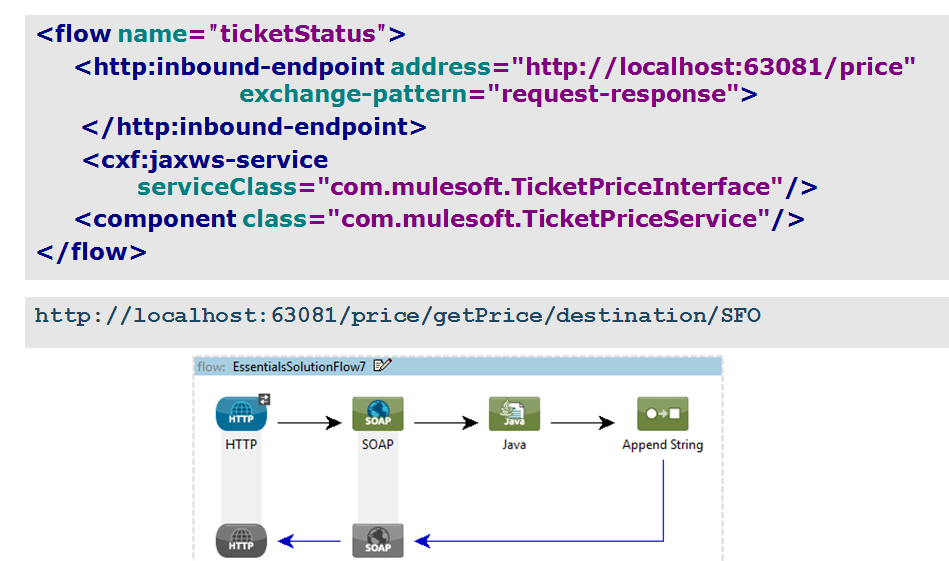 <flow name="ticketStatus">
<http:inbound-endpoint address="http://localhost:63081/price"
exchange-pattern="request-response">
</http:inbound-endpoint>
<cxf:jaxws-service
serviceClass="com.mulesoft.TicketPriceInterface"/>
<component class="com.mulesoft.TicketPriceService"/>
</flow>
http://localhost:63081/price/getPrice/destination/SFO
flow: EssentialsSolutionFlow7
HTTP SOAP Java
HTTP SOAP Java Append String
HTTP SOAP